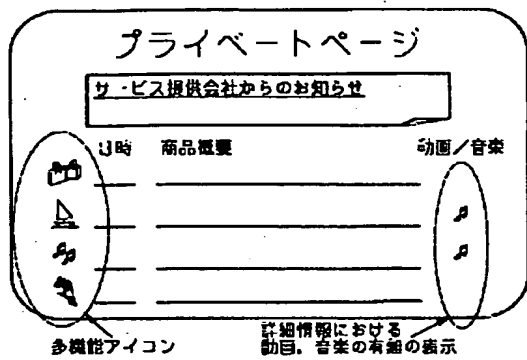 プライベートページ
サービス提供会社からのお知らせ
日時 商品概要 動画／音楽
多機能アイコン
詳細情報における
動画、音楽の有無の表示